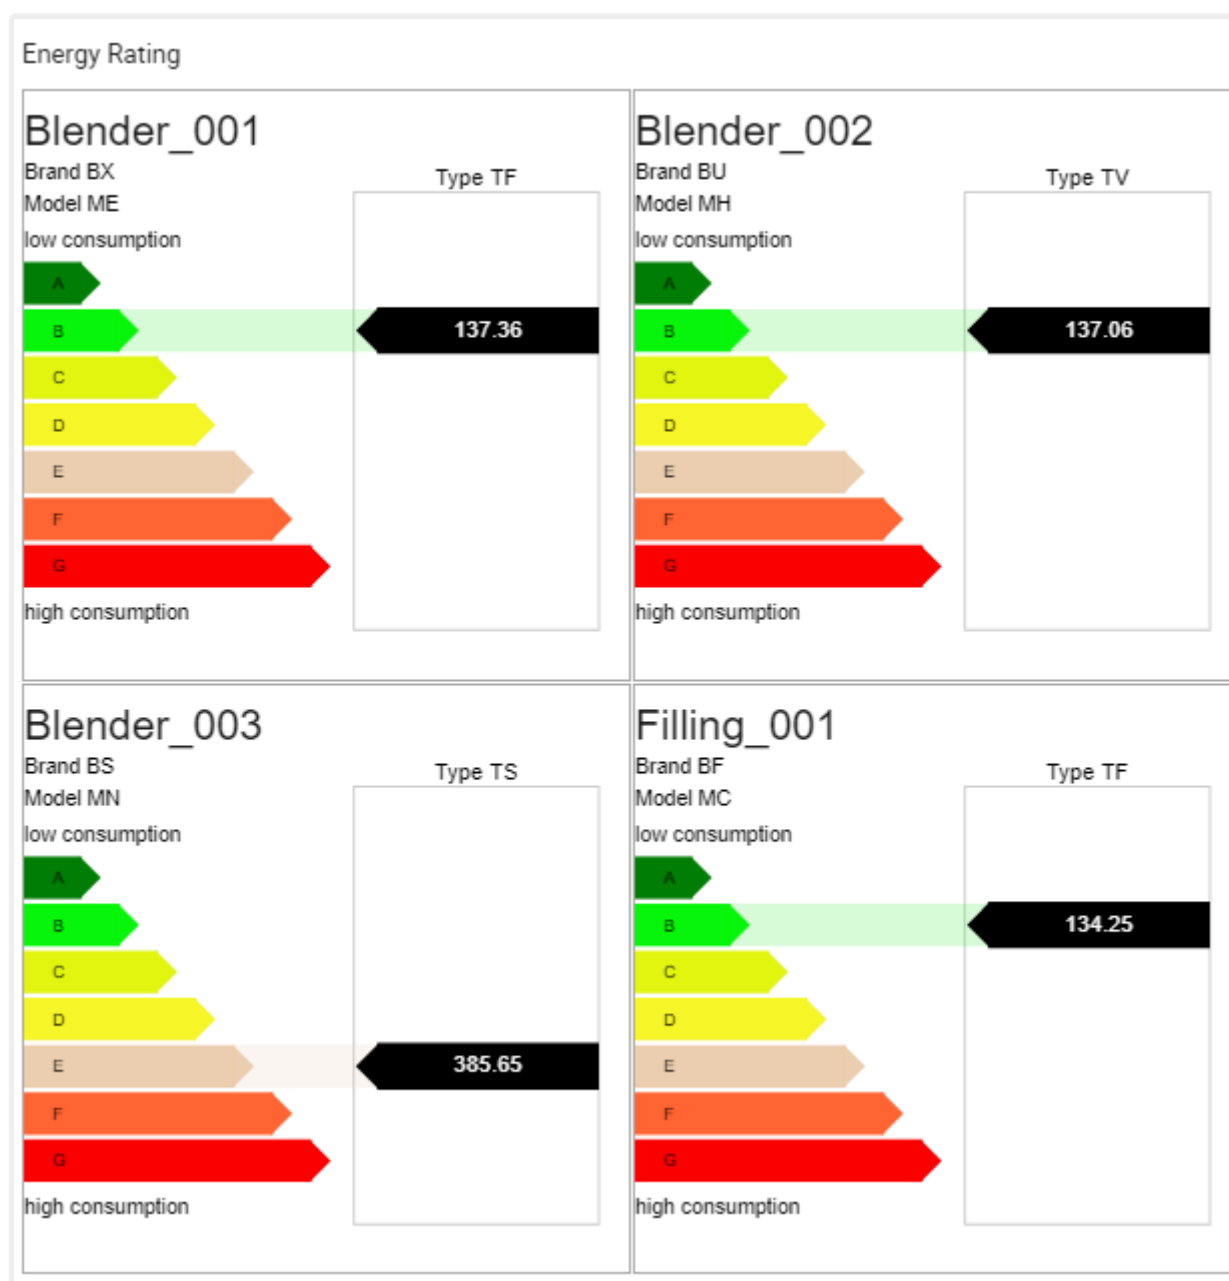 Energy Rating
Blender_001
Brand BX
Model ME
Type TF
low consumption
A
B
137.36
C
D
E
F
G
high consumption
Blender_002
Brand BU
Model MH
Type TV
low consumption
A
B
137.06
C
D
E
F
G
high consumption
Blender_003
Brand BS
Model MN
Type TS
low consumption
A
B
C
D
E
385.65
F
G
high consumption
Filling_001
Brand BF
Model MC
Type TF
low consumption
A
B
134.25
C
D
E
F
G
high consumption